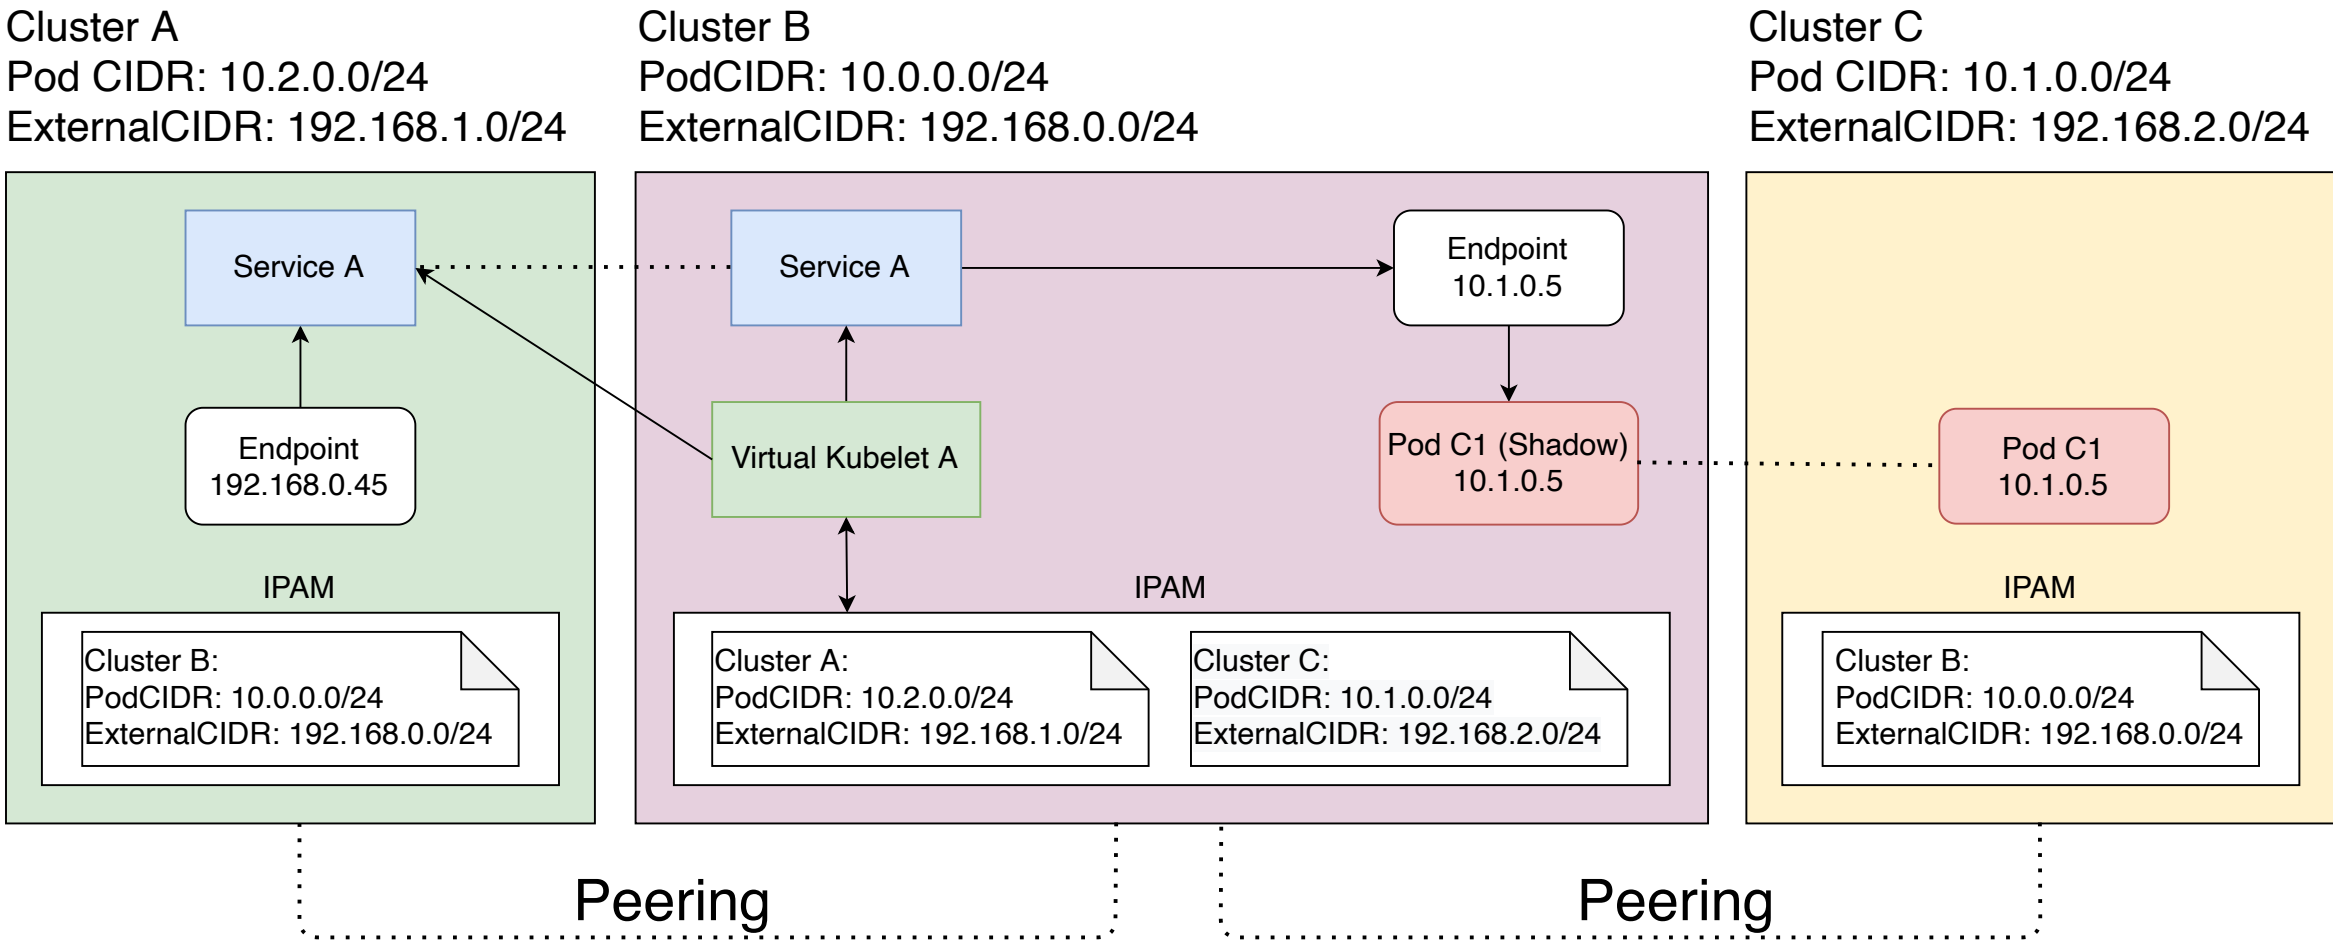 Cluster A
Pod CIDR: 10.2.0.0/24
ExternalCIDR: 192.168.1.0/24
Cluster B
PodCIDR: 10.0.0.0/24
ExternalCIDR: 192.168.0.0/24
Cluster C
Pod CIDR: 10.1.0.0/24
ExternalCIDR: 192.168.2.0/24
Service A
Endpoint
192.168.0.45
IPAM
Cluster B:
PodCIDR: 10.0.0.0/24
ExternalCIDR: 192.168.0.0/24
Service A
Endpoint
10.1.0.5
Virtual Kubelet A
Pod C1 (Shadow)
10.1.0.5
IPAM
Cluster A:
PodCIDR: 10.2.0.0/24
ExternalCIDR: 192.168.1.0/24
Cluster C:
PodCIDR: 10.1.0.0/24
ExternalCIDR: 192.168.2.0/24
Pod C1
10.1.0.5
IPAM
Cluster B:
PodCIDR: 10.0.0.0/24
ExternalCIDR: 192.168.0.0/24
Peering
Peering